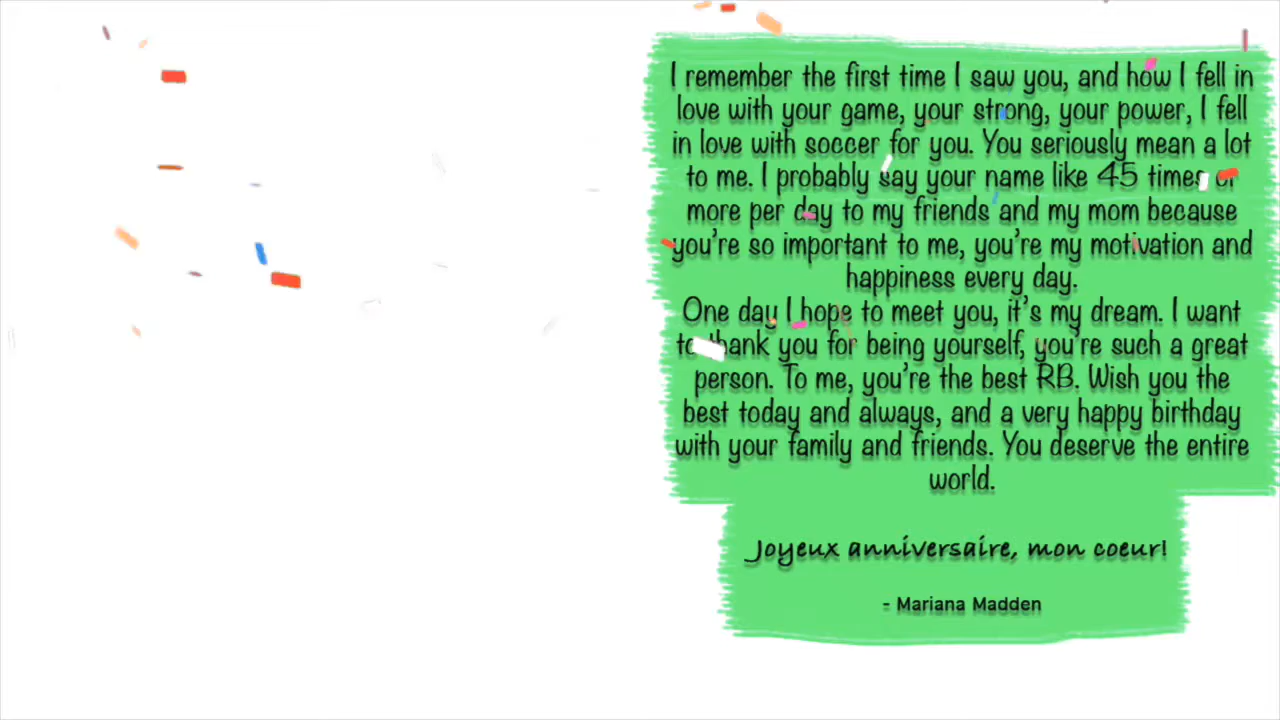 I remember the first time I saw you, and how I fell in
love with your game, your strong, your power, I fell
in love with soccer for you. You seriously mean a lot
to me. I probably say your name like 45 times or
more per day to my friends and my mom because
you're so important to me, you're my motivation and
happiness every day.
One day I hope to meet you, it's my dream. I want
to thank you for being yourself, you're such a great
person. To me, you're the best RB. Wish you the
best today and always, and a very happy birthday
with your family and friends. You deserve the entire
world.
Joyeux anniversaire, mon coeur!
- Mariana Madden